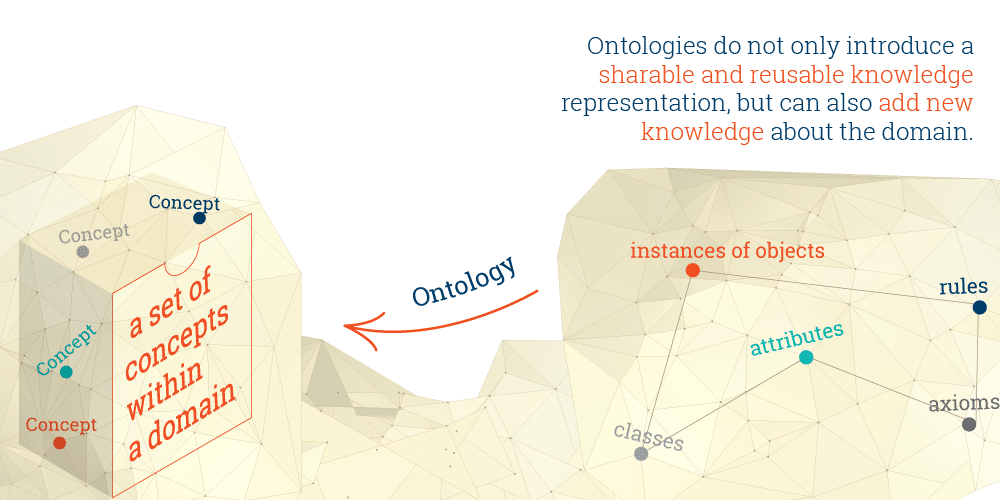 Ontologies do not only introduce a
sharable and reusable knowledge
representation, but can also add new
knowledge about the domain.
Concept
Concept
Concept
Concept
a set of
concepts
within
a domain
Ontology
instances of objects
rules
attributes
axioms
classes